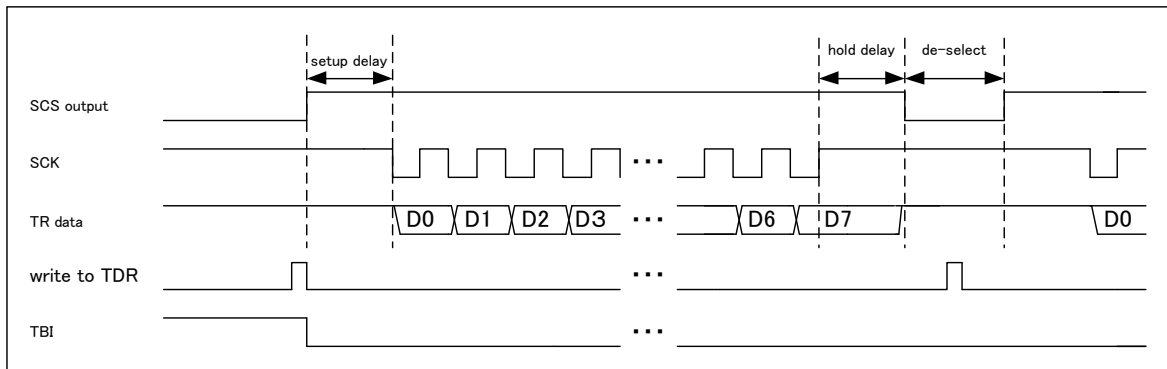 hold delay de-select
setup delay
SCS output
SCK
TR data D0 D1 D2 D3 D6 D7 D0
write to TDR
TBI